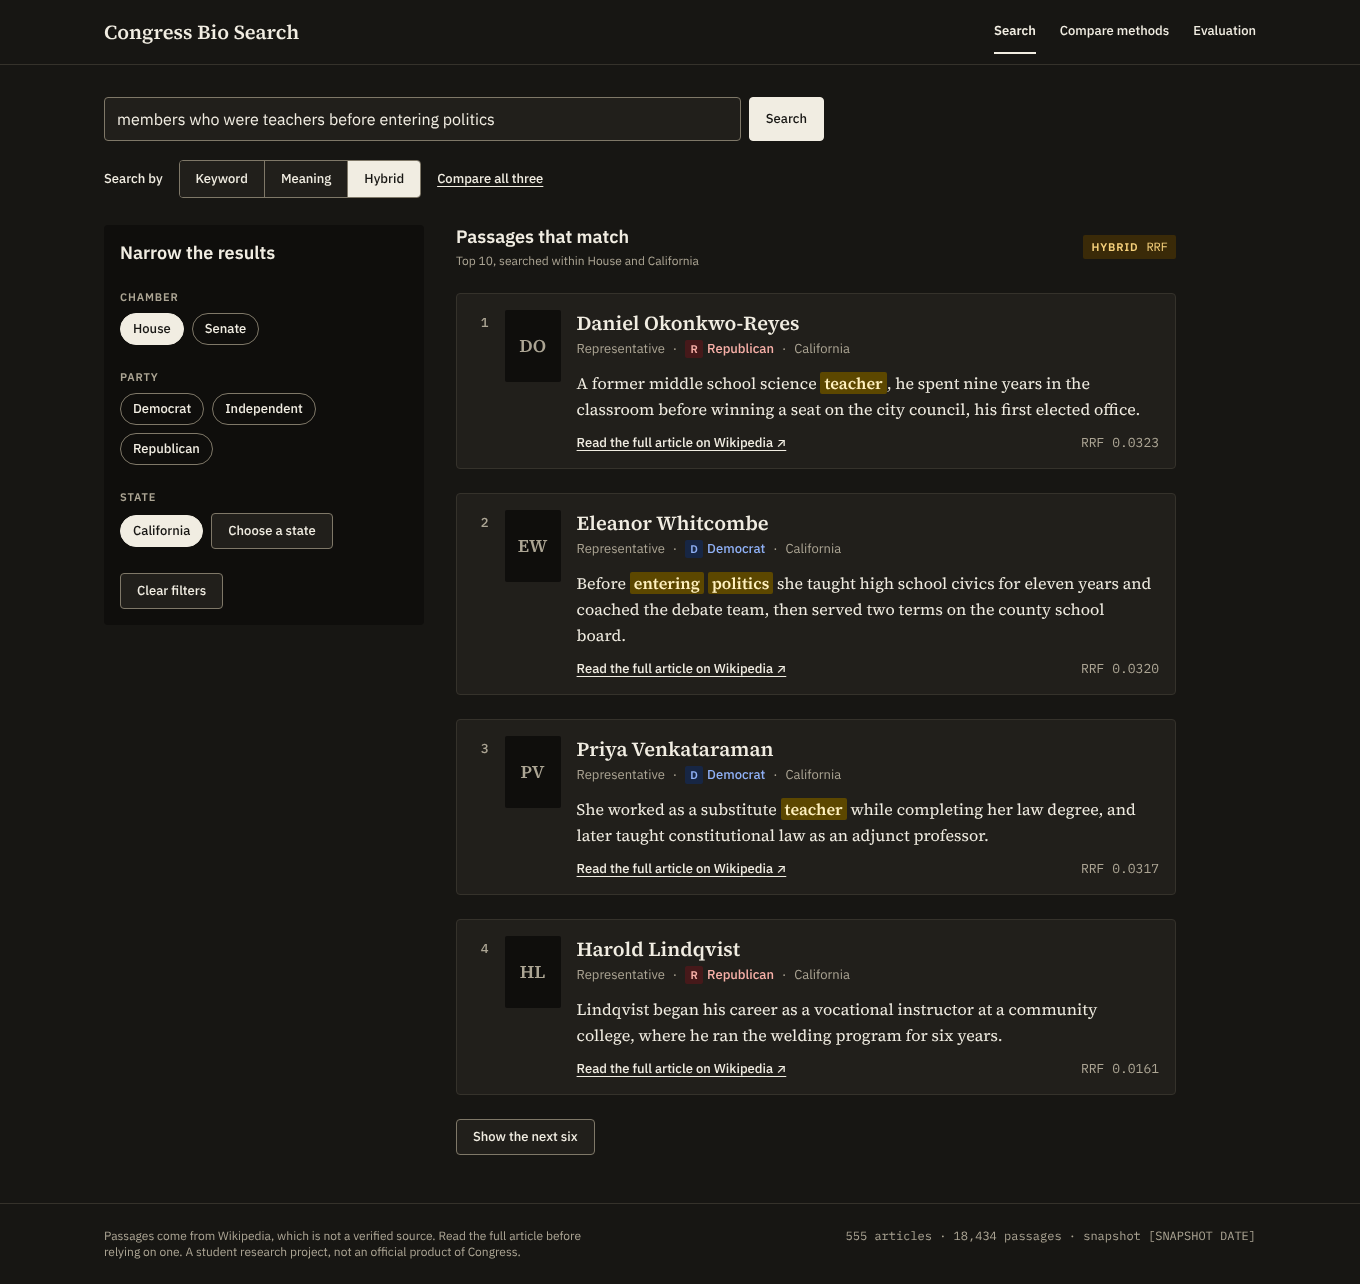 Congress Bio Search
Search Compare methods Evaluation
members who were teachers before entering politics
Search
Search by Keyword Meaning Hybrid Compare all three
Narrow the results
CHAMBER
House Senate
PARTY
Democrat Independent
Republican
STATE
California Choose a state
Clear filters
Passages that match
Top 10, searched within House and California
HYBRID RRF
1
DO
Daniel Okonkwo-Reyes
Representative · R Republican · California
A former middle school science teacher, he spent nine years in the
classroom before winning a seat on the city council, his first elected office.
Read the full article on Wikipedia ↗ RRF 0.0323
2
EW
Eleanor Whitcombe
Representative · D Democrat · California
Before entering politics she taught high school civics for eleven years and
coached the debate team, then served two terms on the county school
board.
Read the full article on Wikipedia ↗ RRF 0.0320
3
PV
Priya Venkataraman
Representative · D Democrat · California
She worked as a substitute teacher while completing her law degree, and
later taught constitutional law as an adjunct professor.
Read the full article on Wikipedia ↗ RRF 0.0317
4
HL
Harold Lindqvist
Representative · R Republican · California
Lindqvist began his career as a vocational instructor at a community
college, where he ran the welding program for six years.
Read the full article on Wikipedia ↗ RRF 0.0161
Show the next six
Passages come from Wikipedia, which is not a verified source. Read the full article before
relying on one. A student research project, not an official product of Congress.
555 articles · 18,434 passages · snapshot [SNAPSHOT DATE]